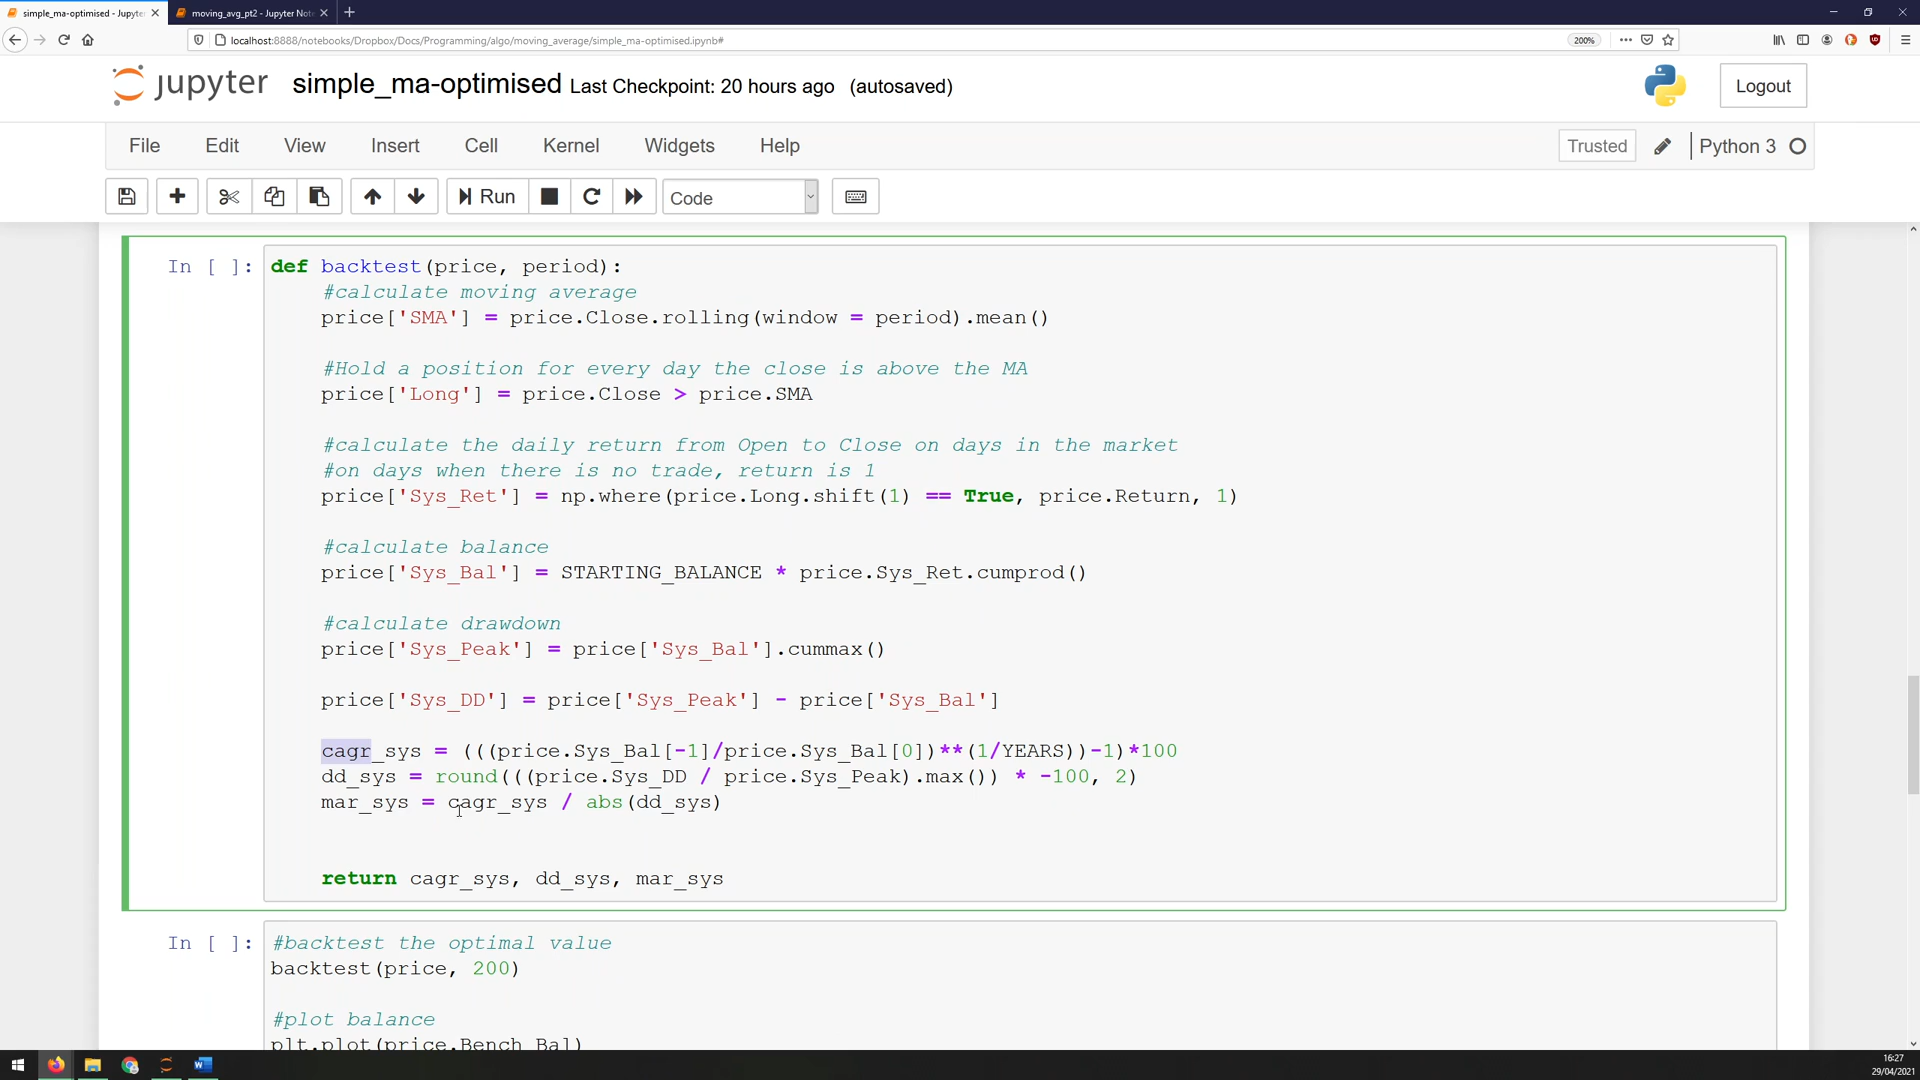 simple_ma-optimised - Jupyter
moving_avg_pt2 - Jupyter Note
localhost:8888/notebooks/Dropbox/Docs/Programming/algo/moving_average/simple_ma-optimised.ipynb#
200%
jupyter simple_ma-optimised Last Checkpoint: 20 hours ago (autosaved)
Logout
File Edit View Insert Cell Kernel Widgets Help
Trusted
Python 3
Run
Code
In [ ]: def backtest(price, period):
#calculate moving average
price['SMA'] = price.Close.rolling(window = period).mean()
#Hold a position for every day the close is above the MA
price['Long'] = price.Close > price.SMA
#calculate the daily return from Open to Close on days in the market
#on days when there is no trade, return is 1
price['Sys_Ret'] = np.where(price.Long.shift(1) == True, price.Return, 1)
#calculate balance
price['Sys_Bal'] = STARTING_BALANCE * price.Sys_Ret.cumprod()
#calculate drawdown
price['Sys_Peak'] = price['Sys_Bal'].cummax()
price['Sys_DD'] = price['Sys_Peak'] - price['Sys_Bal']
cagr_sys = (((price.Sys_Bal[-1]/price.Sys_Bal[0])**(1/YEARS))-1)*100
dd_sys = round(((price.Sys_DD / price.Sys_Peak).max()) * -100, 2)
mar_sys = cagr_sys / abs(dd_sys)
return cagr_sys, dd_sys, mar_sys
In [ ]: #backtest the optimal value
backtest(price, 200)
#plot balance
plt.plot(price.Bench_Bal)
16:27
29/04/2021